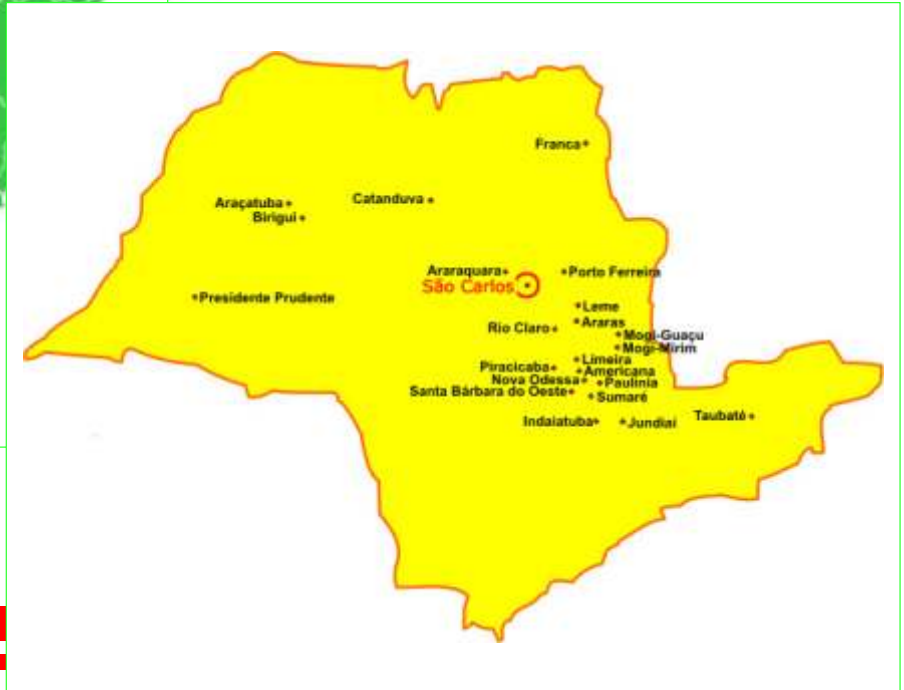 Franca
Araçatuba
Catanduva
Birigui
Araraquara
Porto Ferreira
São Carlos
Presidente Prudente
Leme
Araras
Rio Claro
Mogi-Guaçu
Mogi-Mirim
Limeira
Piracicaba
Americana
Nova Odessa
Paulínia
Santa Bárbara do Oeste
Sumaré
Indaiatuba
Jundiaí
Taubaté